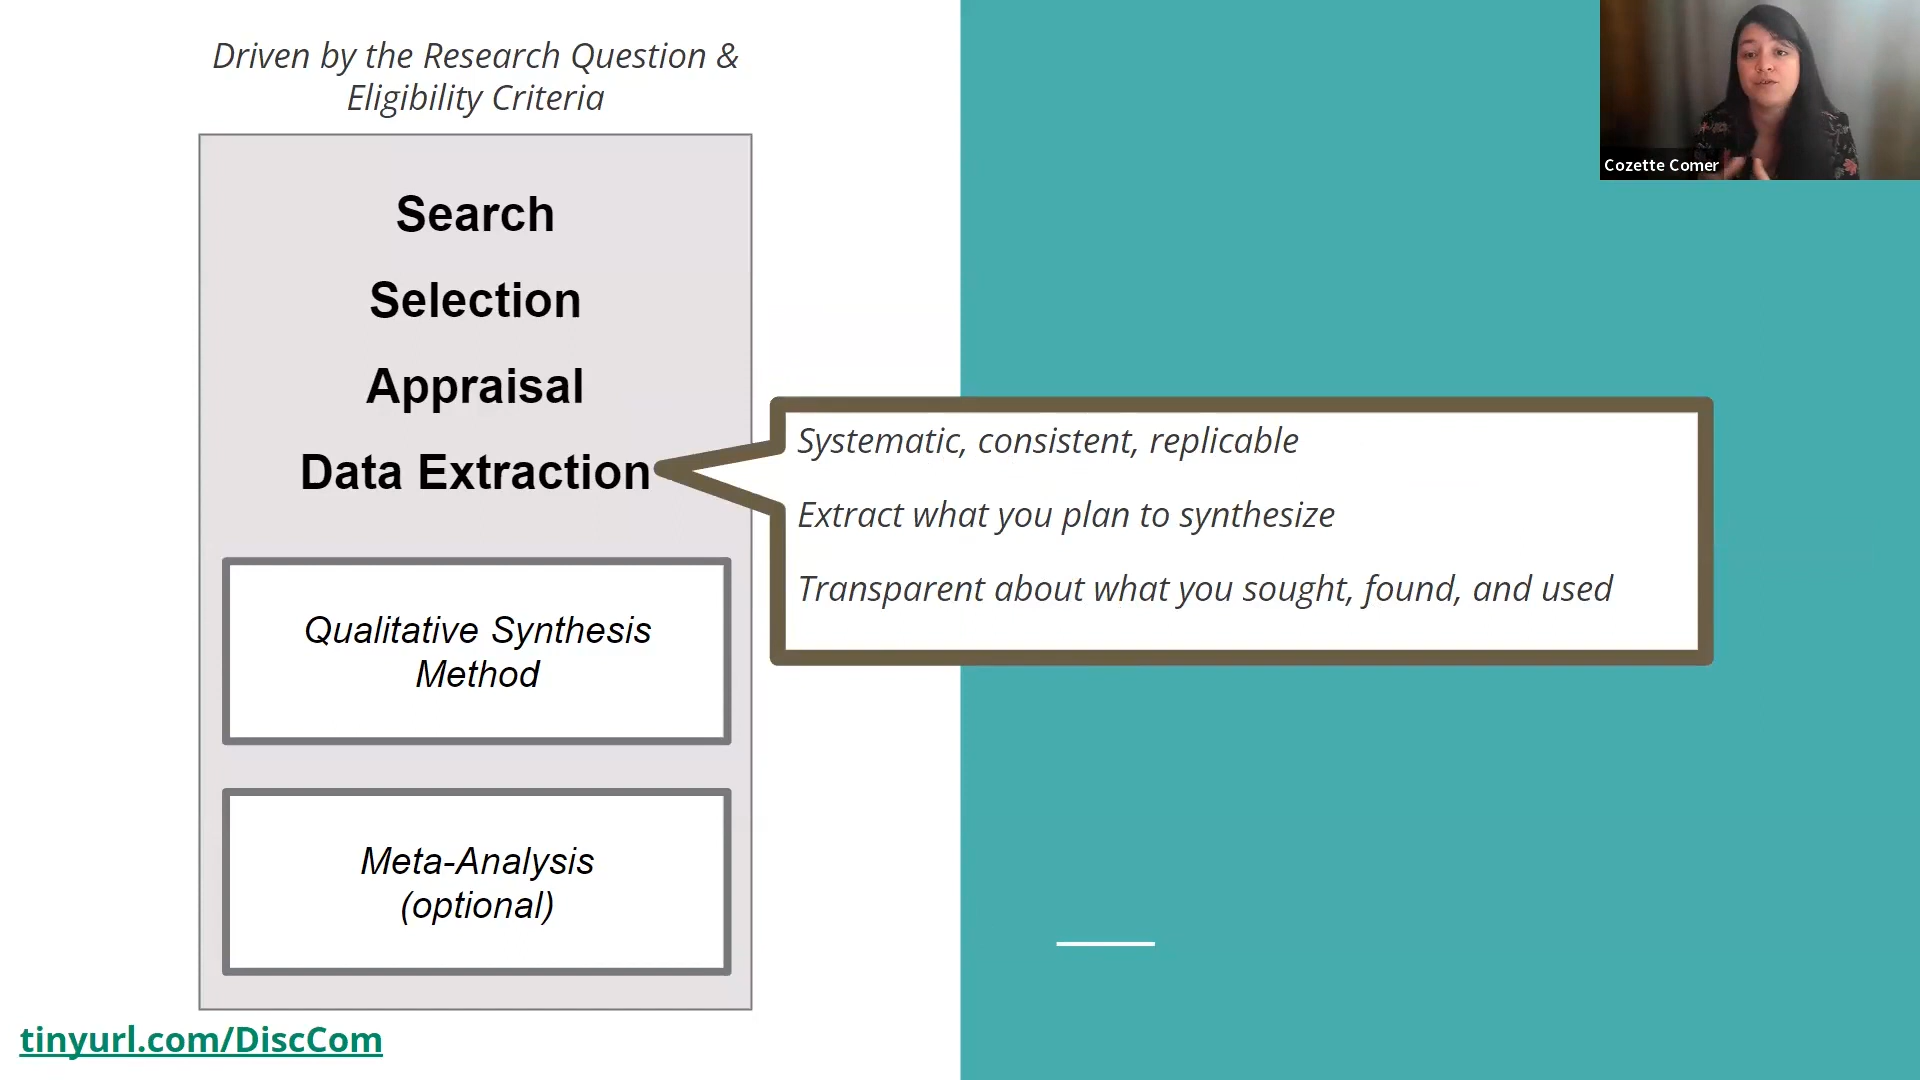 Driven by the Research Question &
Eligibility Criteria
Search
Selection
Appraisal
Data Extraction
Systematic, consistent, replicable
Extract what you plan to synthesize
Transparent about what you sought, found, and used
Qualitative Synthesis
Method
Meta-Analysis
(optional)
tinyurl.com/DiscCom
Cozette Comer